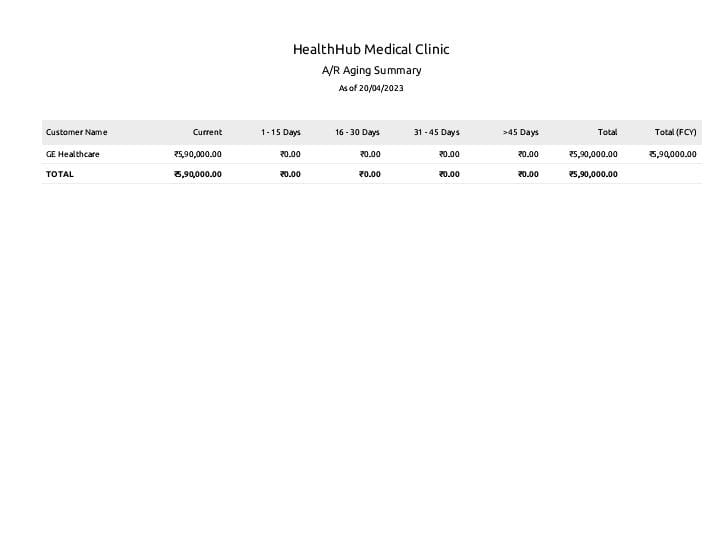 HealthHub Medical Clinic
A/R Aging Summary
As of 20/04/2023
Customer Name Current 1 - 15 Days 16 - 30 Days 31 - 45 Days >45 Days Total Total (FCY)
GE Healthcare ₹5,90,000.00 ₹0.00 ₹0.00 ₹0.00 ₹0.00 ₹5,90,000.00 ₹5,90,000.00
TOTAL ₹5,90,000.00 ₹0.00 ₹0.00 ₹0.00 ₹0.00 ₹5,90,000.00